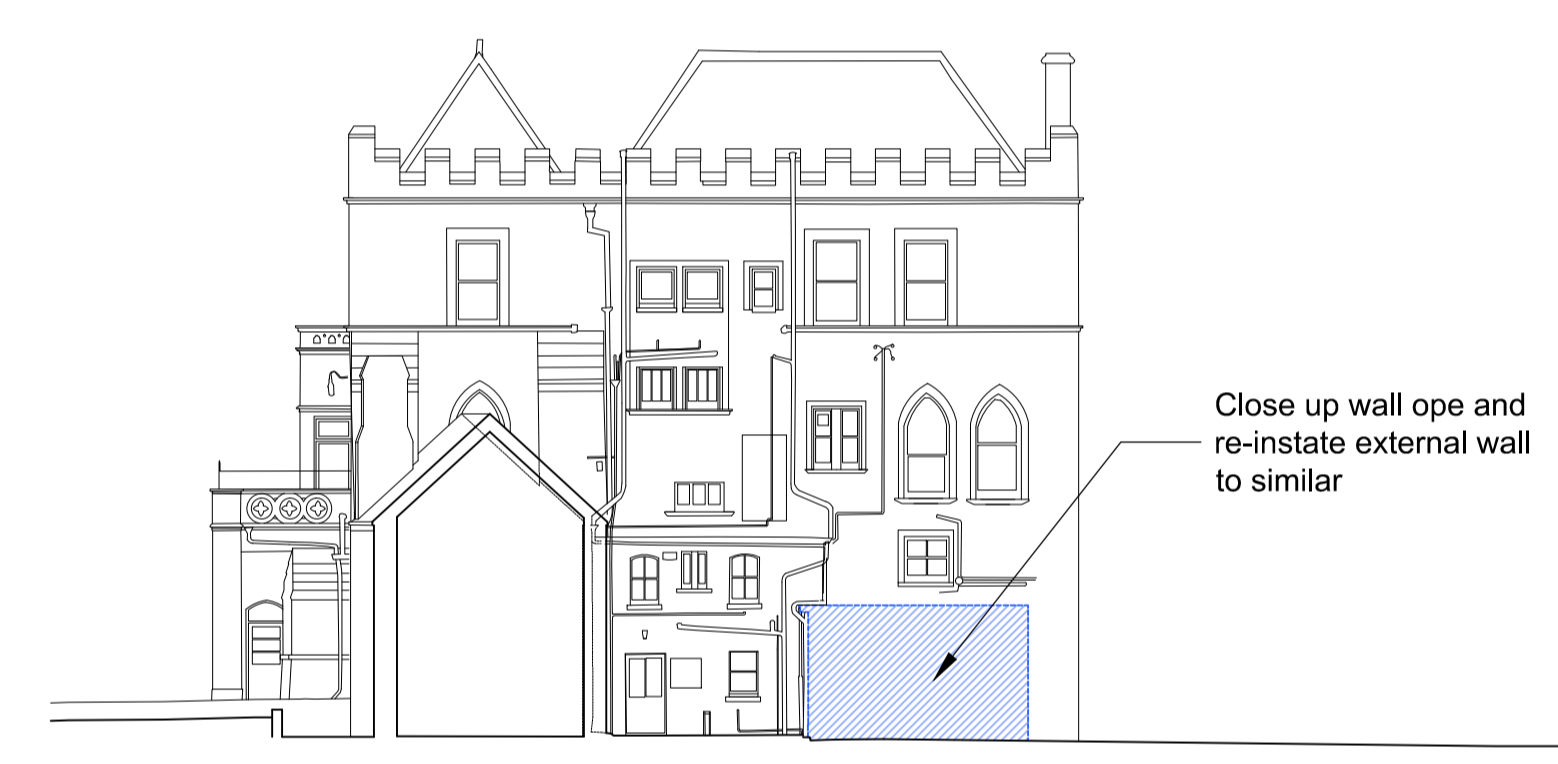 Close up wall ope and
re-instate external wall
to similar